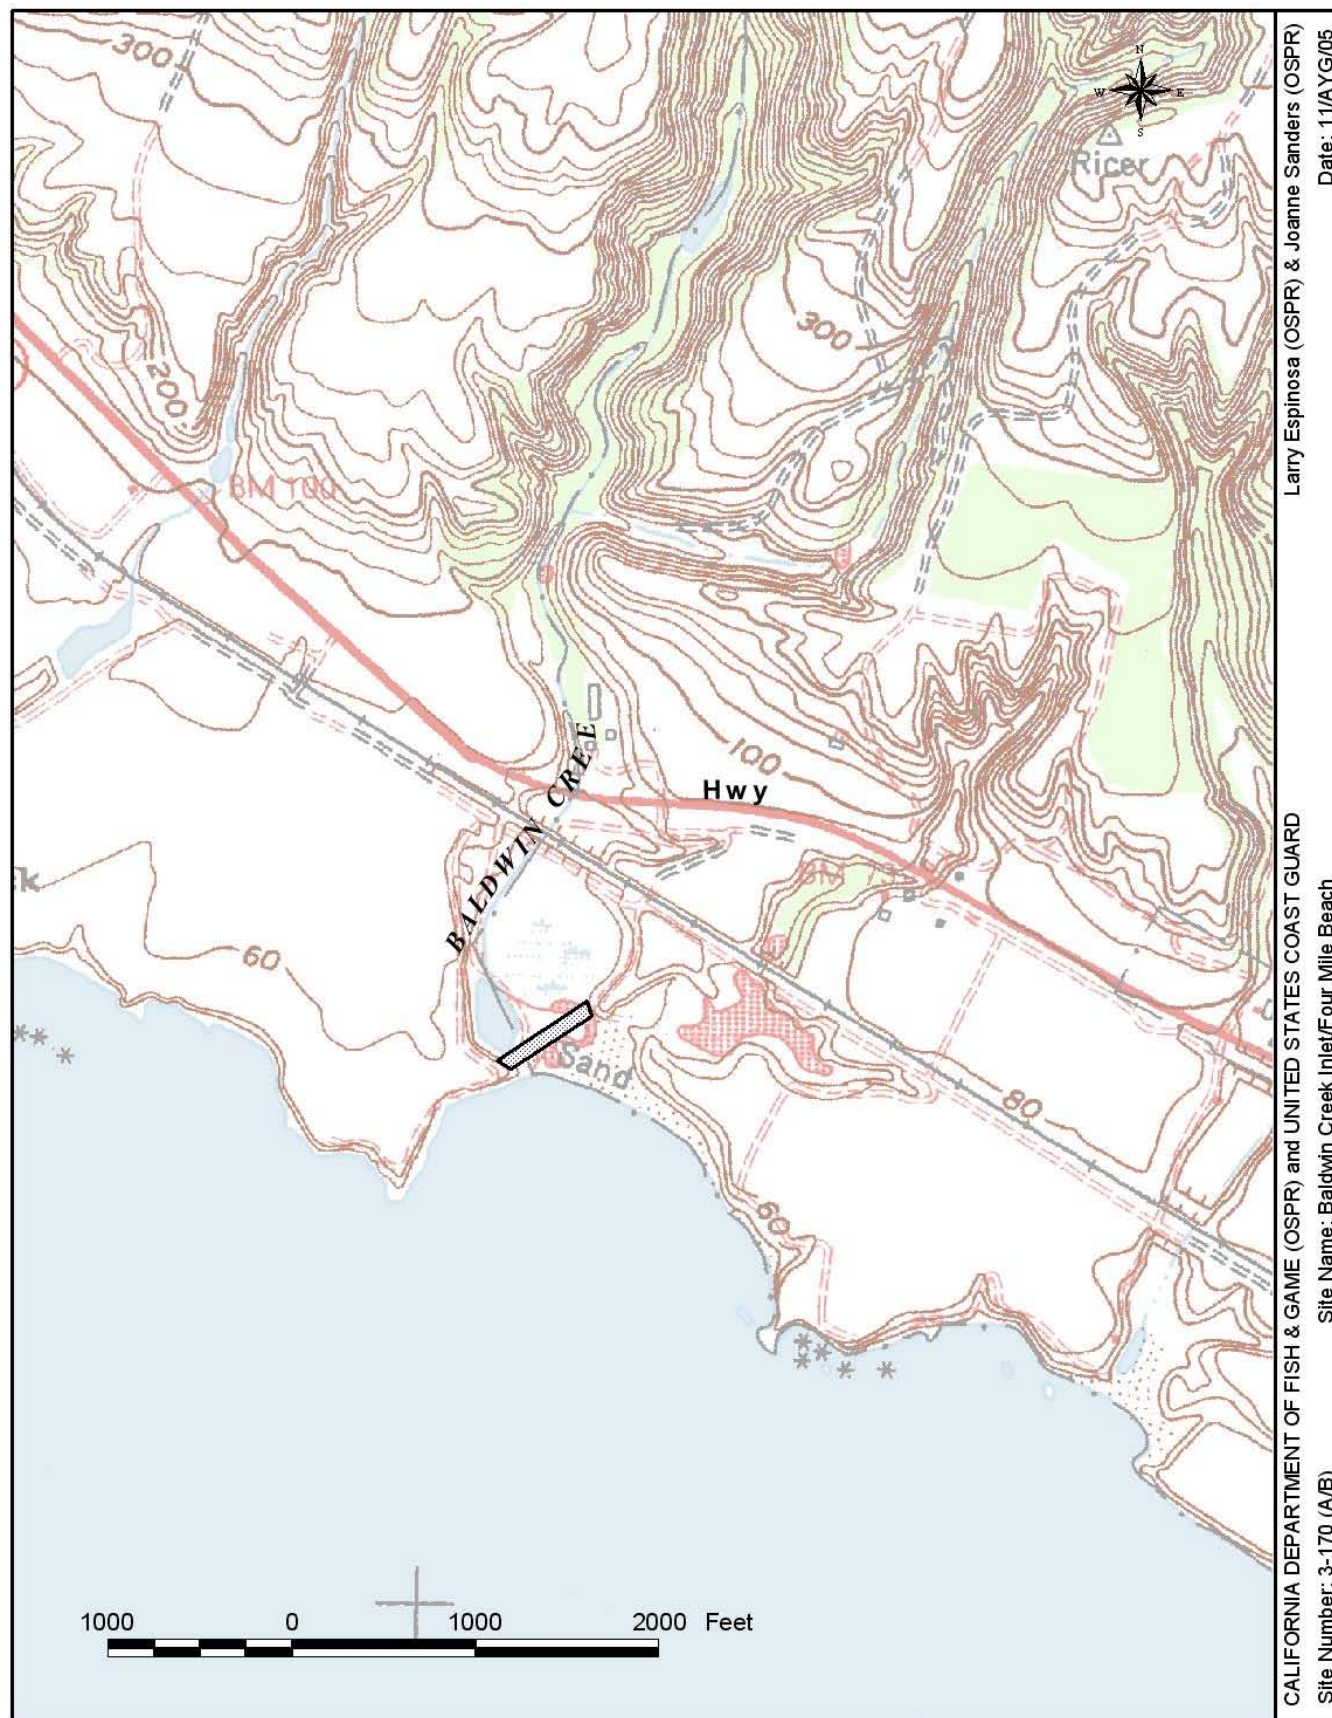 300
N
W E
S
Ricer
300
200
BM 100
100
Hwy
BALDWIN CREE
60
Sand
80
60
1000 0 1000 2000 Feet
CALIFORNIA DEPARTMENT OF FISH & GAME (OSPR) and UNITED STATES COAST GUARD Larry Espinosa (OSPR) & Joanne Sanders (OSPR)
Site Number: 3-170 (A/B) Site Name: Baldwin Creek Inlet/Four Mile Beach Date: 11/AYG/05